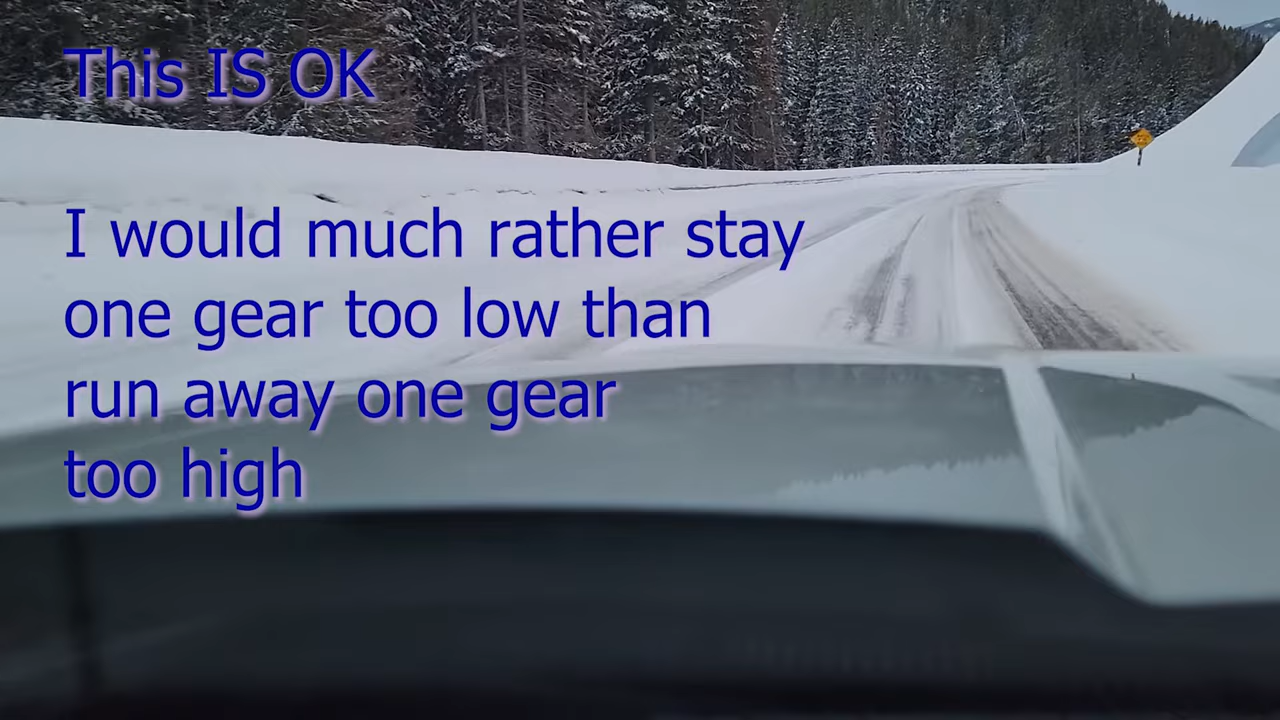 This IS OK
I would much rather stay
one gear too low than
run away one gear
too high